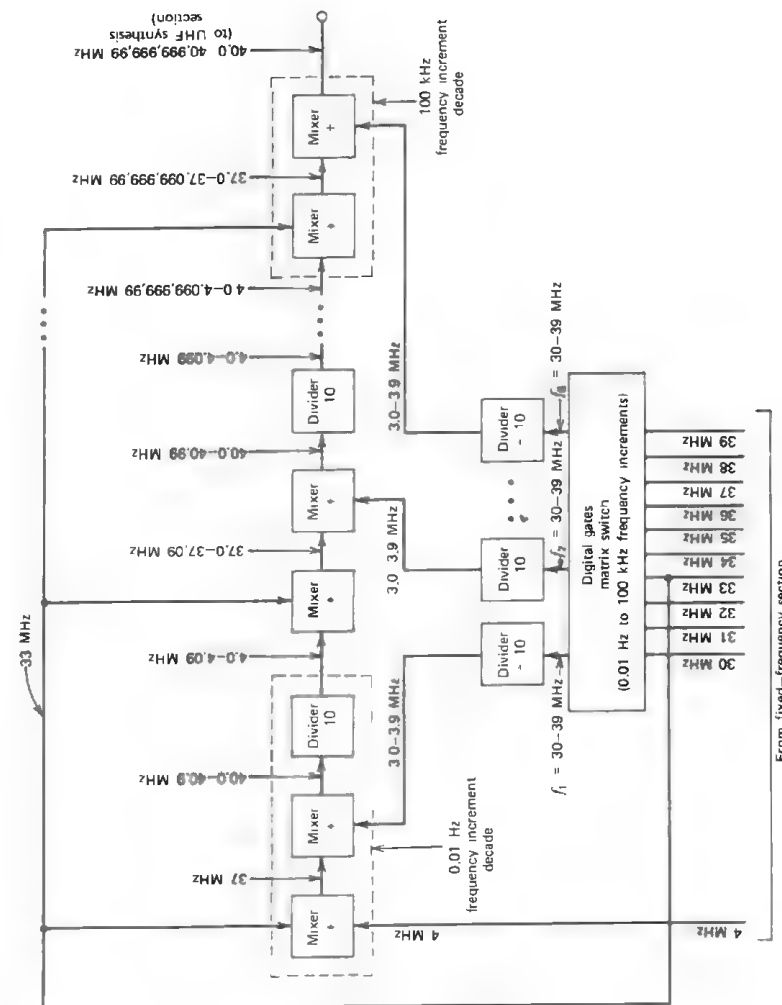 33 MHz
Mixer
+
37 MHz
Mixer
+
40.0–40.9 MHz
Divider
10
4.0–4.09 MHz
Mixer
+
37.0–37.09 MHz
Mixer
+
40.0–40.99 MHz
Divider
10
4.0–4.099 MHz
4.0–4.099,999,99 MHz
Mixer
+
37.0–37.099,999,99 MHz
Mixer
+
40.0 40.999,999,99 MHz
(to UHF synthesis
section)
0.01 Hz
frequency increment
decade
100 kHz
frequency increment
decade
3.0–3.9 MHz
3.0 3.9 MHz
3.0–3.9 MHz
Divider
÷ 10
Divider
10
Divider
÷ 10
f1 = 30–39 MHz
f2 = 30–39 MHz
f8 = 30–39 MHz
Digital gates
matrix switch
(0.01 Hz to 100 kHz frequency increments)
4 MHz
4 MHz
30 MHz
31 MHz
32 MHz
33 MHz
34 MHz
35 MHz
36 MHz
37 MHz
38 MHz
39 MHz
From fixed-frequency section